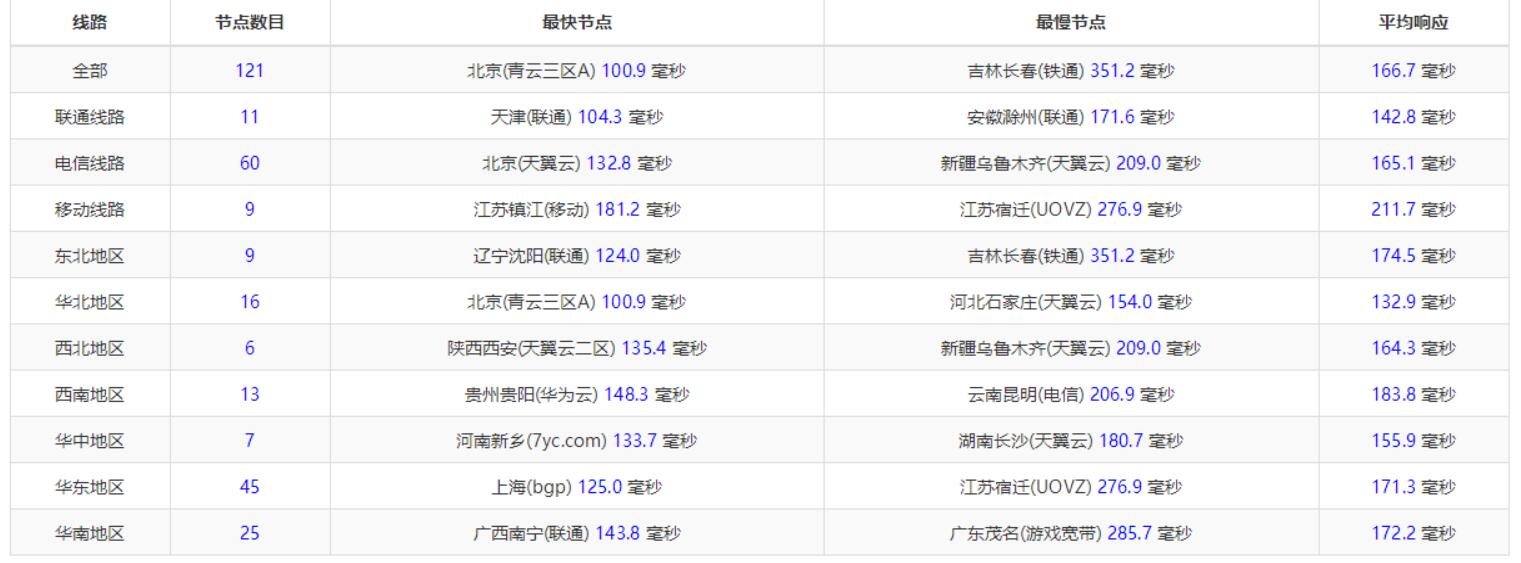 线路 节点数目 最快节点 最慢节点 平均响应
全部 121 北京(青云三区A) 100.9 毫秒 吉林长春(铁通) 351.2 毫秒 166.7 毫秒
联通线路 11 天津(联通) 104.3 毫秒 安徽滁州(联通) 171.6 毫秒 142.8 毫秒
电信线路 60 北京(天翼云) 132.8 毫秒 新疆乌鲁木齐(天翼云) 209.0 毫秒 165.1 毫秒
移动线路 9 江苏镇江(移动) 181.2 毫秒 江苏宿迁(UOVZ) 276.9 毫秒 211.7 毫秒
东北地区 9 辽宁沈阳(联通) 124.0 毫秒 吉林长春(铁通) 351.2 毫秒 174.5 毫秒
华北地区 16 北京(青云三区A) 100.9 毫秒 河北石家庄(天翼云) 154.0 毫秒 132.9 毫秒
西北地区 6 陕西西安(天翼云二区) 135.4 毫秒 新疆乌鲁木齐(天翼云) 209.0 毫秒 164.3 毫秒
西南地区 13 贵州贵阳(华为云) 148.3 毫秒 云南昆明(电信) 206.9 毫秒 183.8 毫秒
华中地区 7 河南新乡(7yc.com) 133.7 毫秒 湖南长沙(天翼云) 180.7 毫秒 155.9 毫秒
华东地区 45 上海(bgp) 125.0 毫秒 江苏宿迁(UOVZ) 276.9 毫秒 171.3 毫秒
华南地区 25 广西南宁(联通) 143.8 毫秒 广东茂名(游戏宽带) 285.7 毫秒 172.2 毫秒